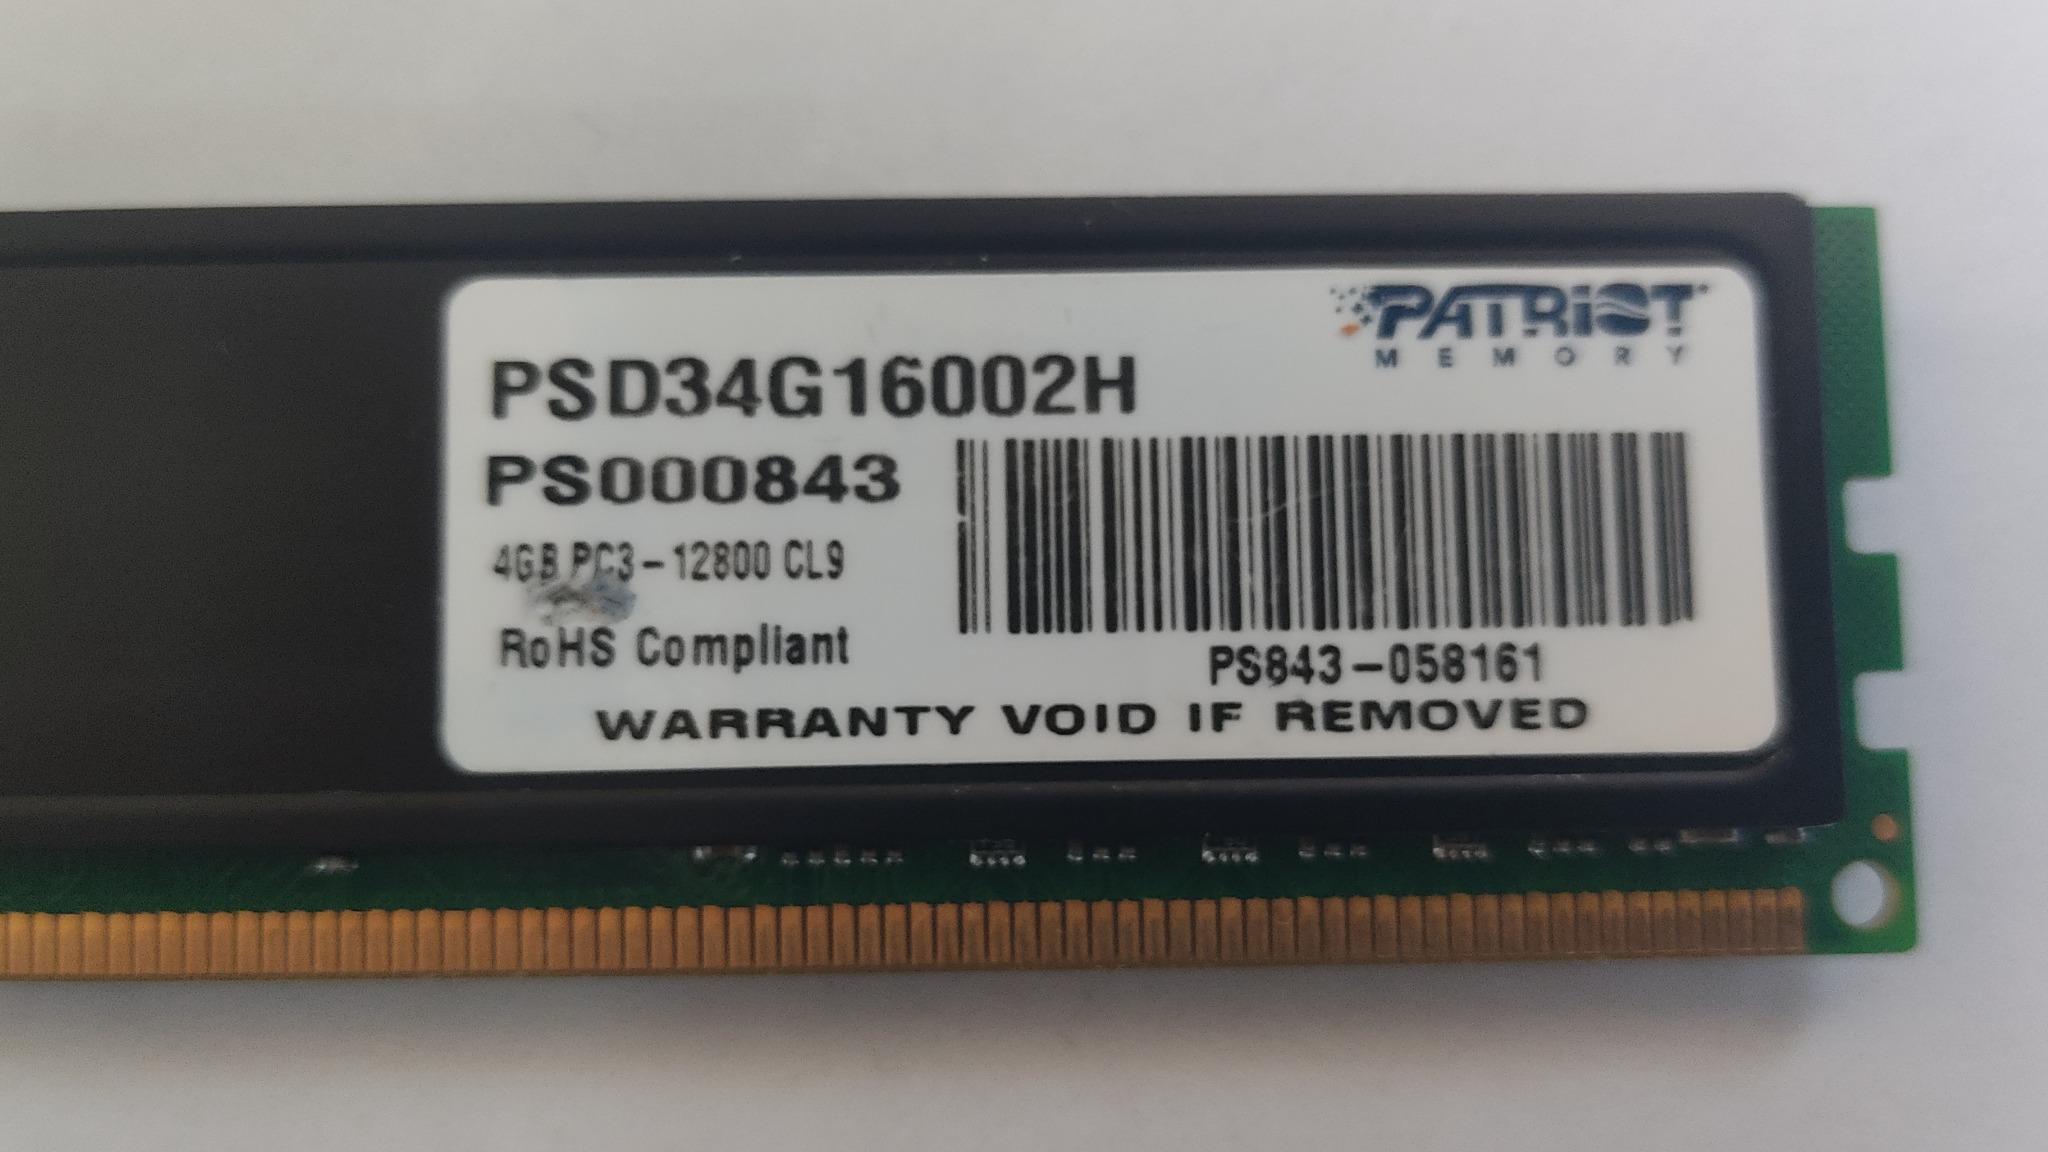 PATRiOT
MEMORY
PSD34G16002H
PS000843
4GB PC3-12800 CL9
RoHS Compliant
PS843-058161
WARRANTY VOID IF REMOVED